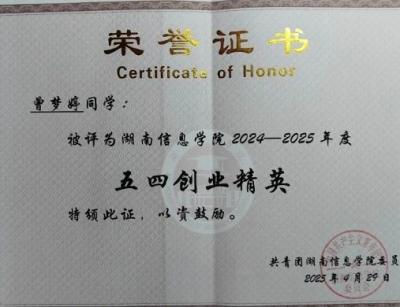 荣誉证书
Certificate of Honor
曾梦婷同学：
被评为湖南信息学院2024—2025年度
五四创业精英
特颁此证，以资鼓励。
共青团湖南信息学院委员
2025年4月29日